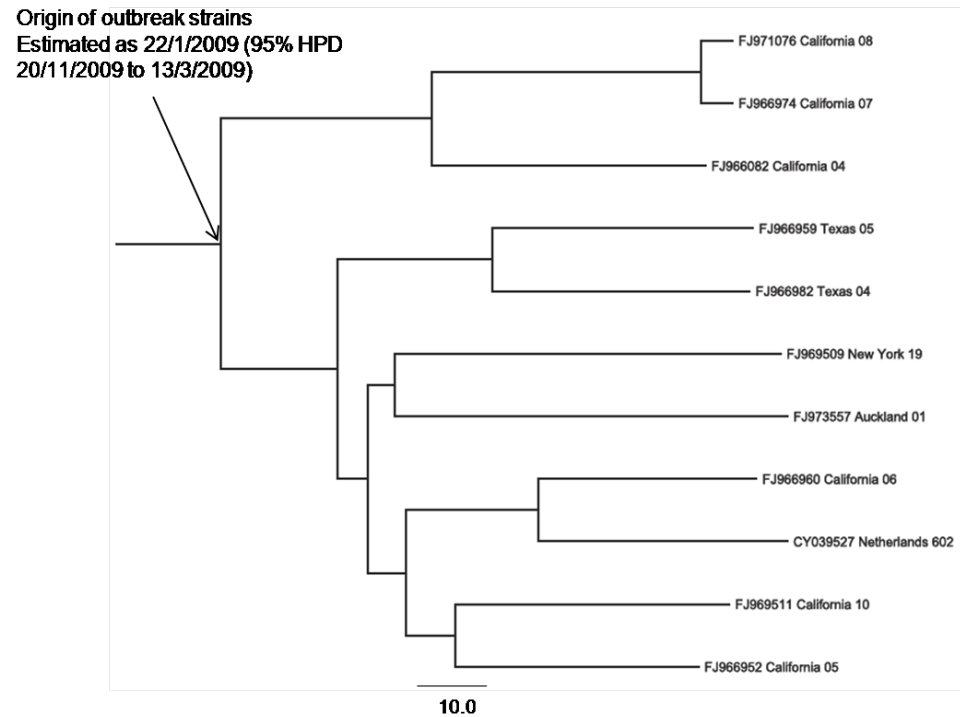 Origin of outbreak strains
Estimated as 22/1/2009 (95% HPD
20/11/2009 to 13/3/2009)
FJ971076 California 08
FJ966974 California 07
FJ966082 California 04
FJ966959 Texas 05
FJ966982 Texas 04
FJ969509 New York 19
FJ973557 Auckland 01
FJ966960 California 06
CY039527 Netherlands 602
FJ969511 California 10
FJ966952 California 05
10.0